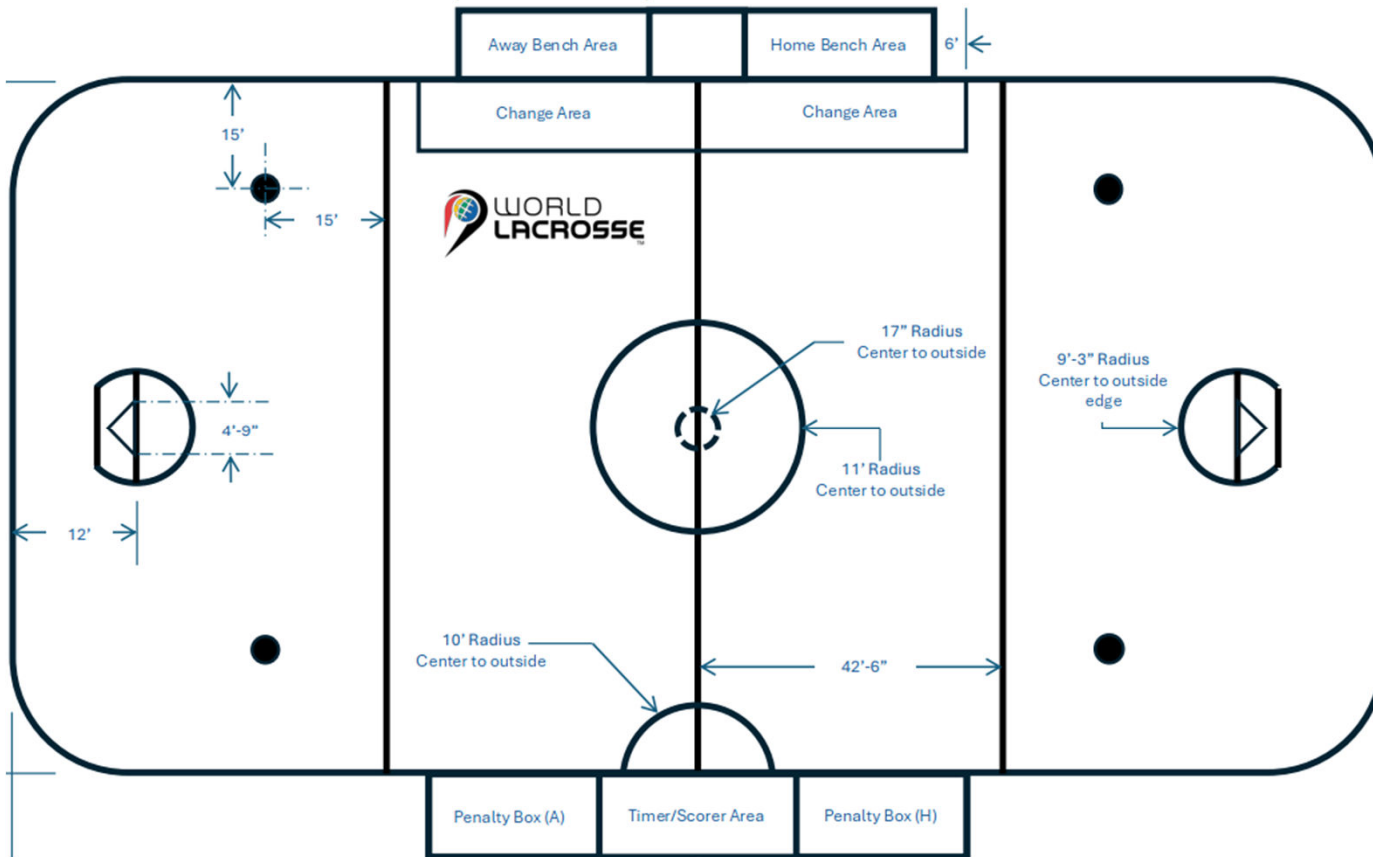 Away Bench Area
Home Bench Area
6’
Change Area
Change Area
15’
15’
WORLD
LACROSSE
TM
17” Radius
Center to outside
9’-3” Radius
Center to outside
edge
4’-9”
11’ Radius
Center to outside
12’
10’ Radius
Center to outside
42’-6”
Penalty Box (A)
Timer/Scorer Area
Penalty Box (H)